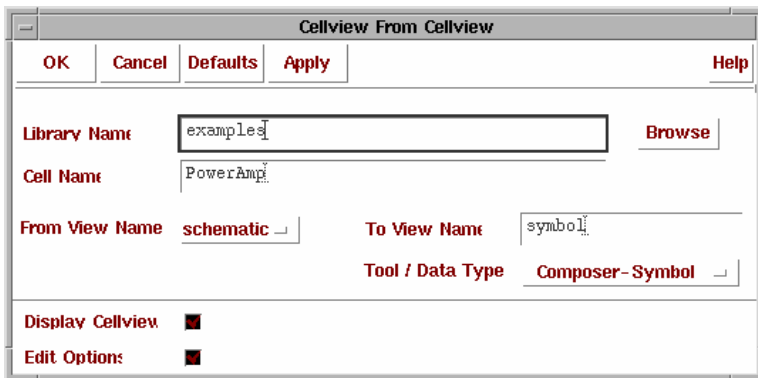 Cellview From Cellview
OK Cancel Defaults Apply Help
Library Name examples Browse
Cell Name PowerAmp
From View Name schematic To View Name symbol
Tool / Data Type Composer-Symbol
Display Cellview
Edit Options